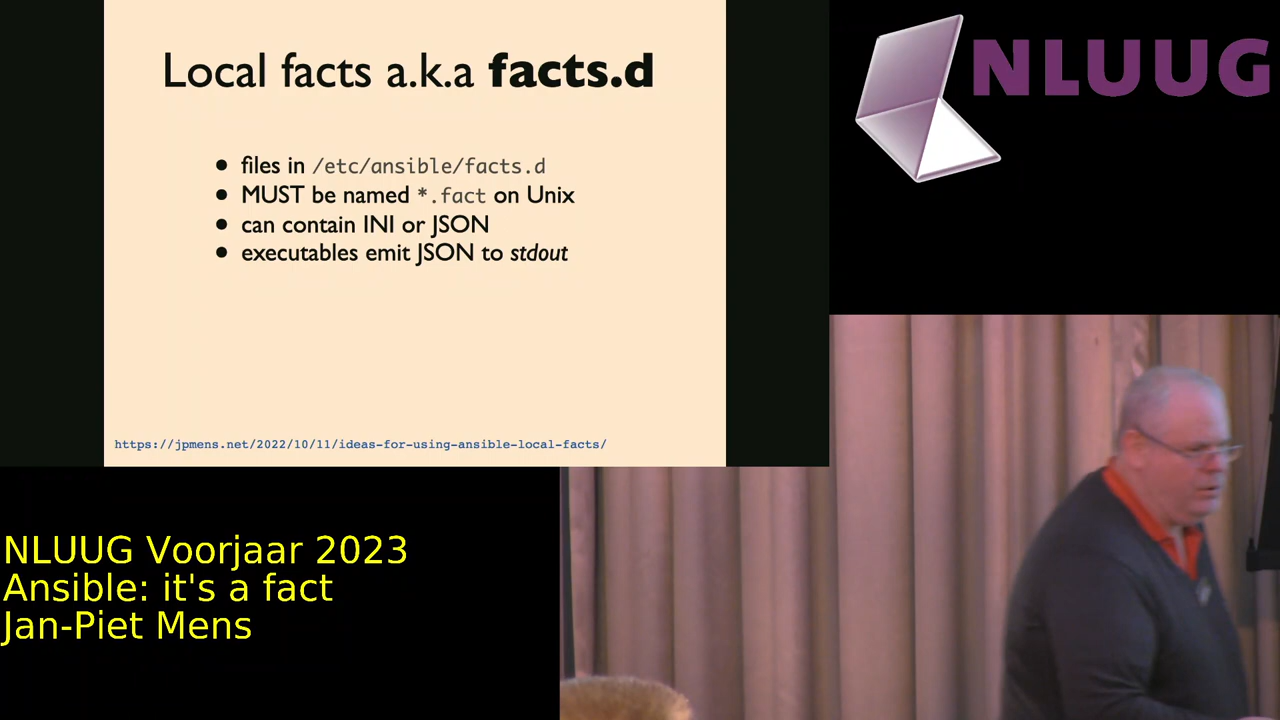 Local facts a.k.a facts.d
• files in /etc/ansible/facts.d
• MUST be named *.fact on Unix
• can contain INI or JSON
• executables emit JSON to stdout
https://jpmens.net/2022/10/11/ideas-for-using-ansible-local-facts/
NLUUG
NLUUG Voorjaar 2023
Ansible: it's a fact
Jan-Piet Mens